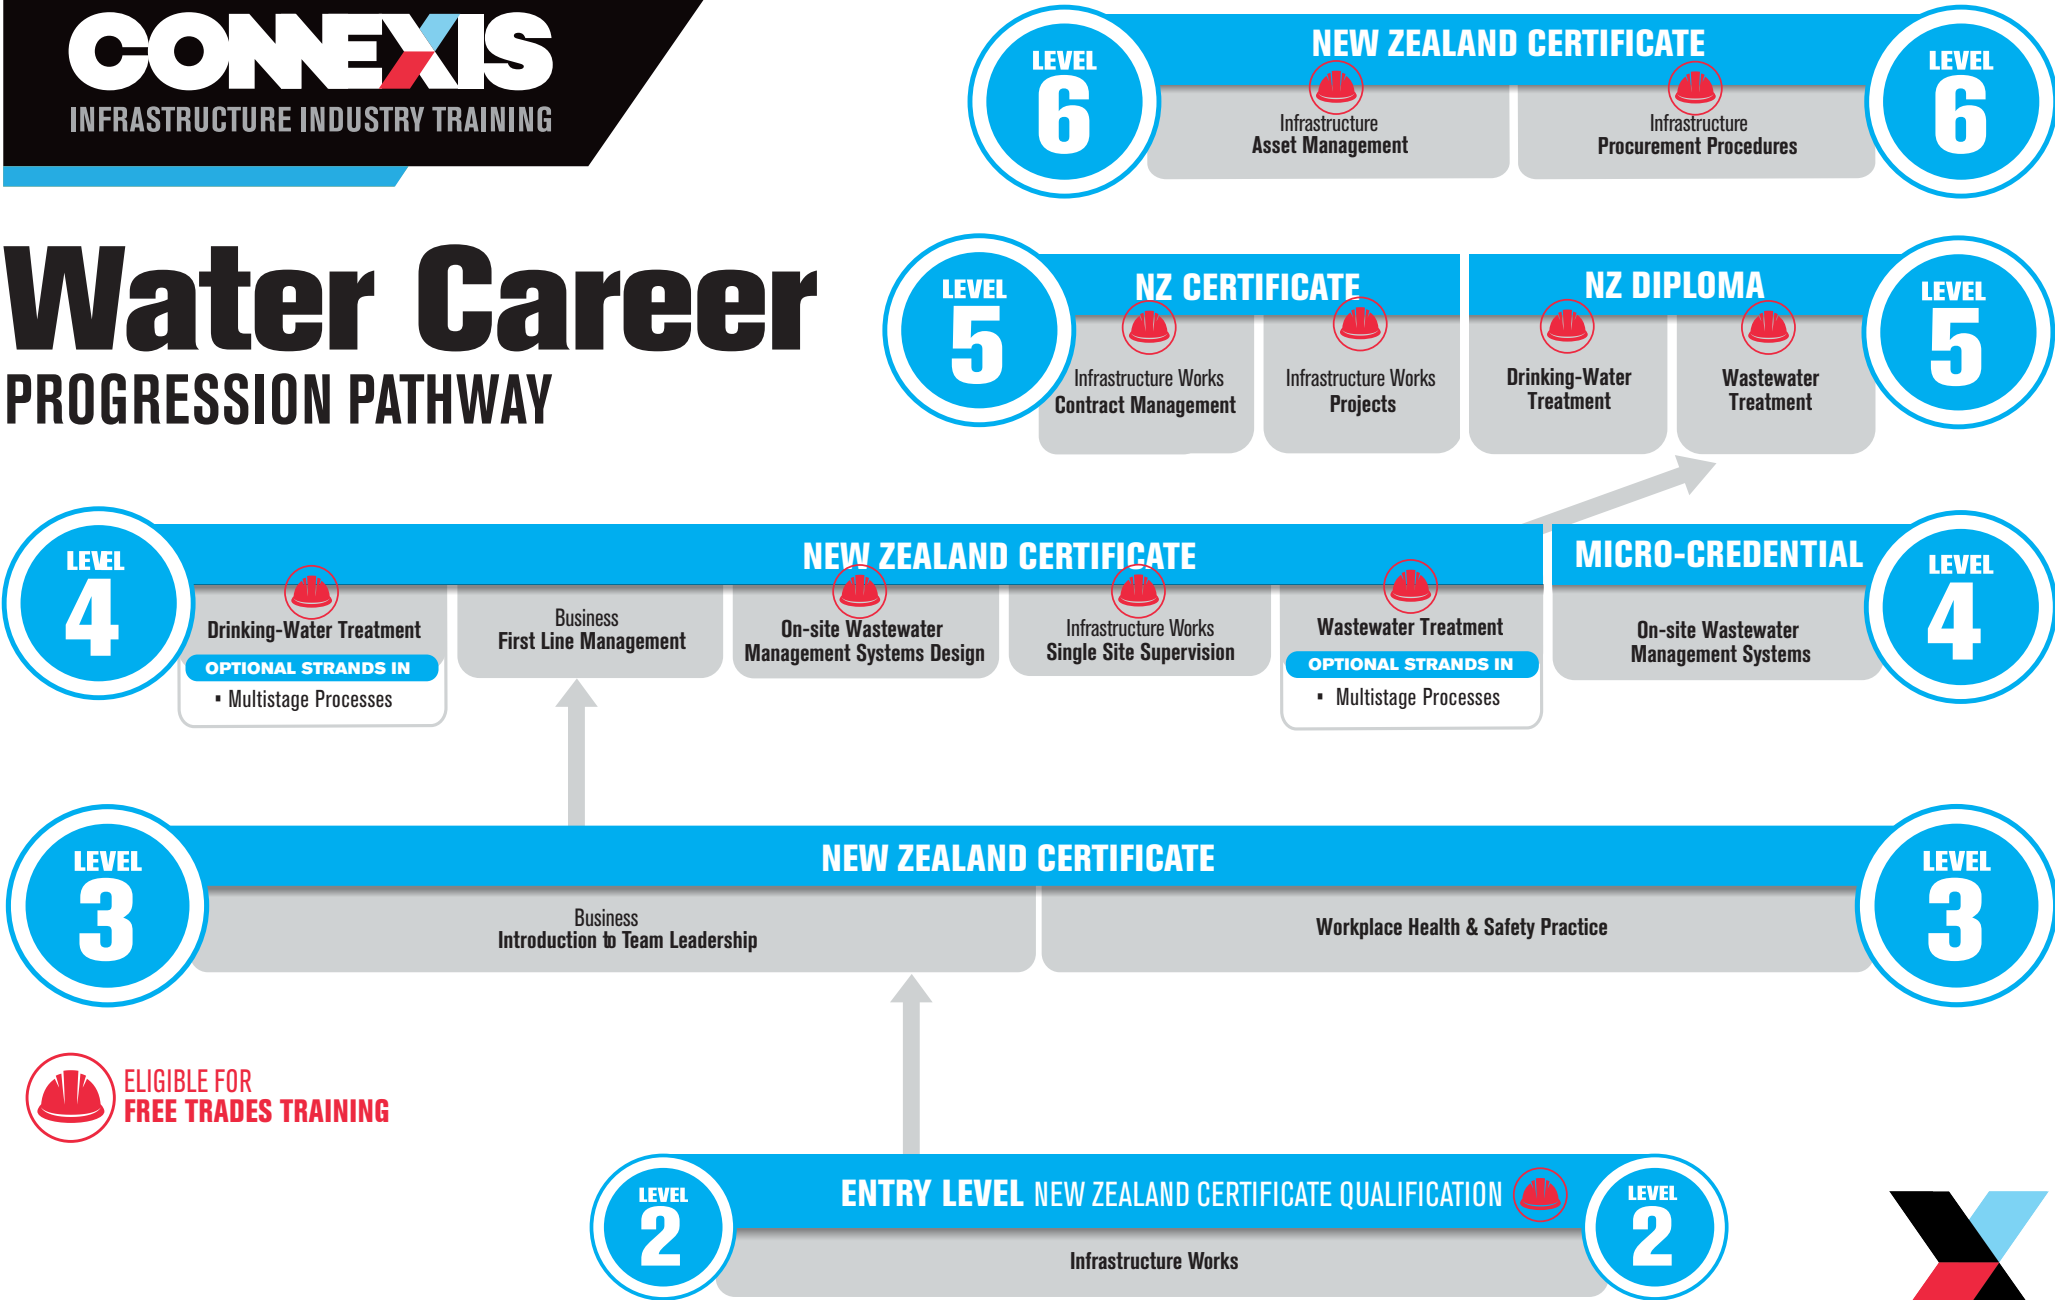 CONNEXIS
INFRASTRUCTURE INDUSTRY TRAINING
Water Career
PROGRESSION PATHWAY
LEVEL
6
NEW ZEALAND CERTIFICATE
Infrastructure
Asset Management
Infrastructure
Procurement Procedures
LEVEL
6
LEVEL
5
NZ CERTIFICATE
Infrastructure Works
Contract Management
Infrastructure Works
Projects
NZ DIPLOMA
Drinking-Water
Treatment
Wastewater
Treatment
LEVEL
5
LEVEL
4
NEW ZEALAND CERTIFICATE
Drinking-Water Treatment
OPTIONAL STRANDS IN
▪ Multistage Processes
Business
First Line Management
On-site Wastewater
Management Systems Design
Infrastructure Works
Single Site Supervision
Wastewater Treatment
OPTIONAL STRANDS IN
▪ Multistage Processes
MICRO-CREDENTIAL
On-site Wastewater
Management Systems
LEVEL
4
LEVEL
3
NEW ZEALAND CERTIFICATE
Business
Introduction to Team Leadership
Workplace Health & Safety Practice
LEVEL
3
ELIGIBLE FOR
FREE TRADES TRAINING
LEVEL
2
ENTRY LEVEL NEW ZEALAND CERTIFICATE QUALIFICATION
Infrastructure Works
LEVEL
2